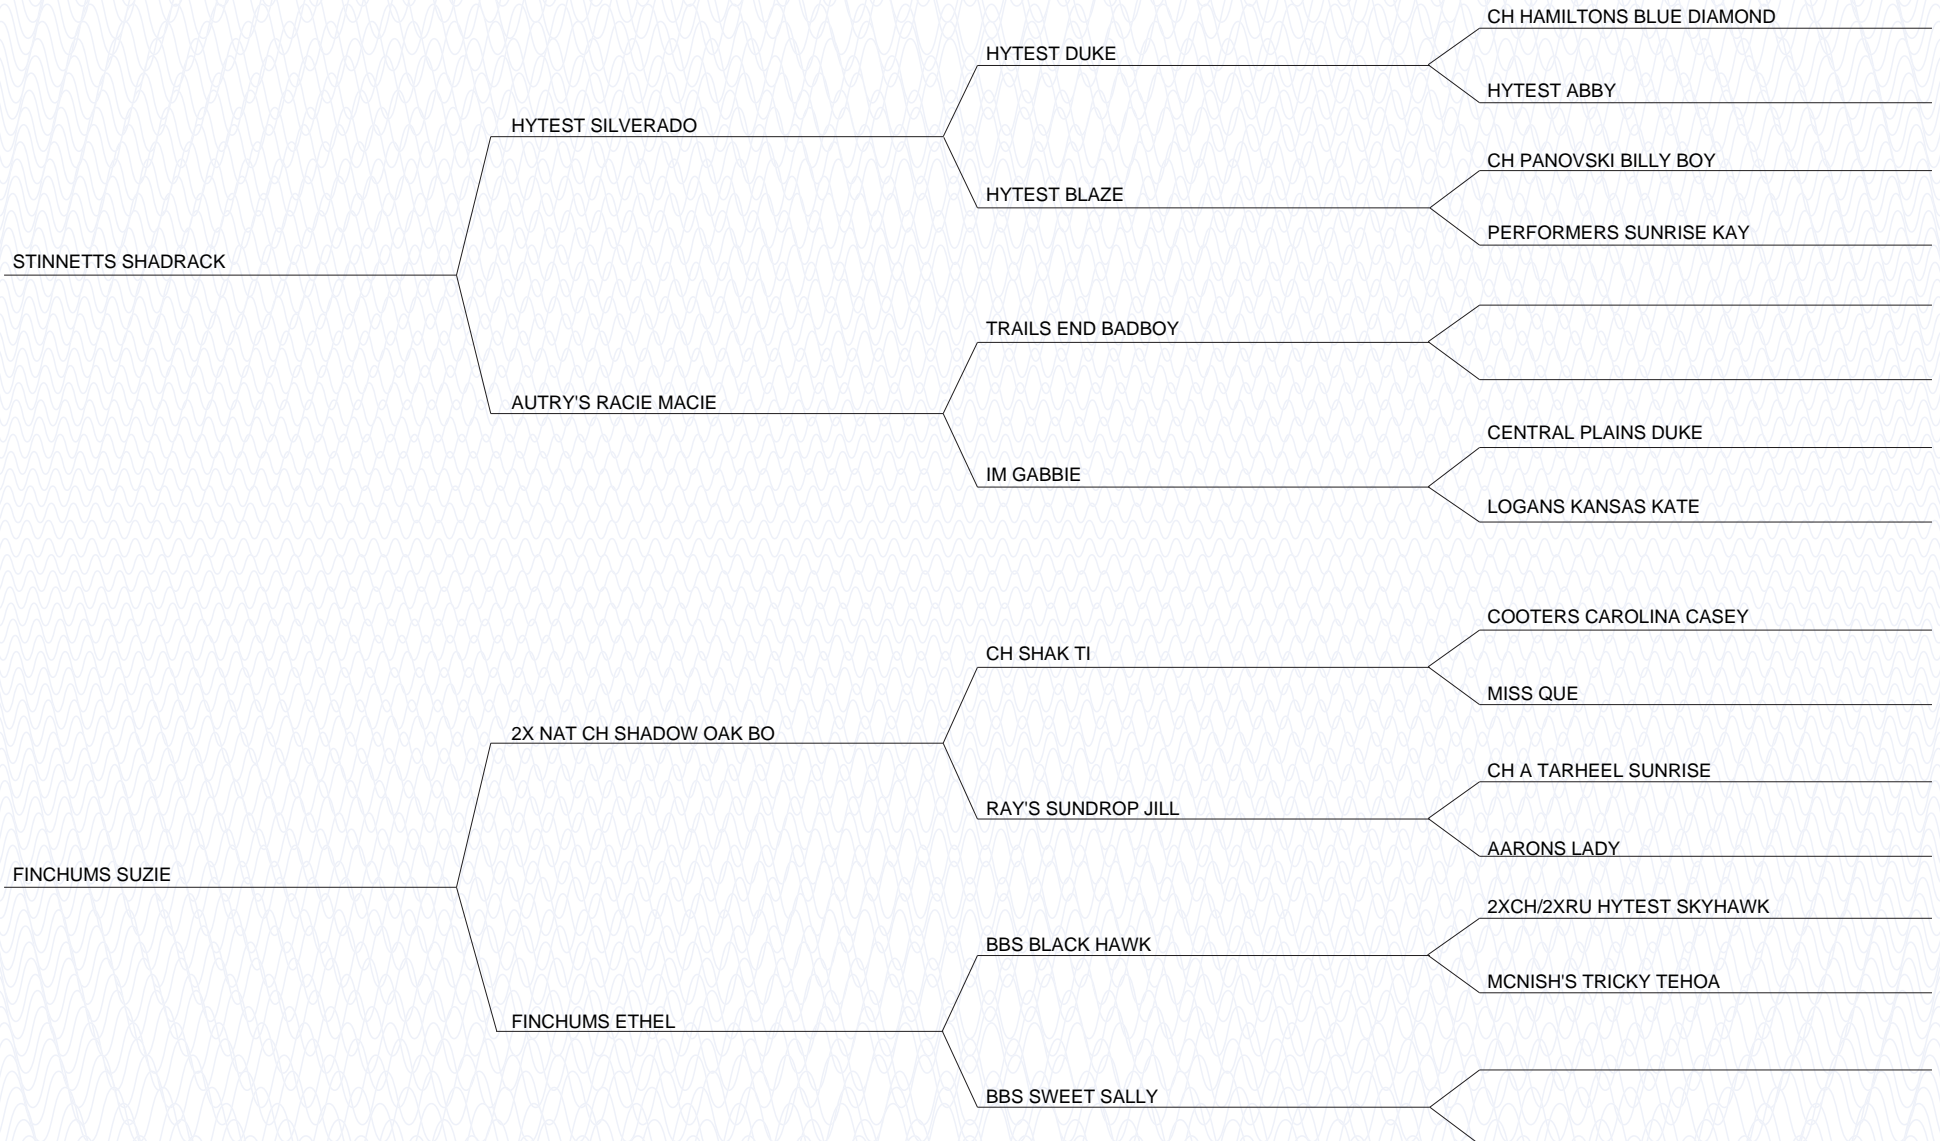 CH HAMILTONS BLUE DIAMOND
HYTEST DUKE
HYTEST ABBY
HYTEST SILVERADO
CH PANOVSKI BILLY BOY
HYTEST BLAZE
PERFORMERS SUNRISE KAY
STINNETTS SHADRACK
TRAILS END BADBOY
AUTRY'S RACIE MACIE
CENTRAL PLAINS DUKE
IM GABBIE
LOGANS KANSAS KATE
COOTERS CAROLINA CASEY
CH SHAK TI
MISS QUE
2X NAT CH SHADOW OAK BO
CH A TARHEEL SUNRISE
RAY'S SUNDROP JILL
AARONS LADY
FINCHUMS SUZIE
2XCH/2XRU HYTEST SKYHAWK
BBS BLACK HAWK
MCNISH'S TRICKY TEHOA
FINCHUMS ETHEL
BBS SWEET SALLY